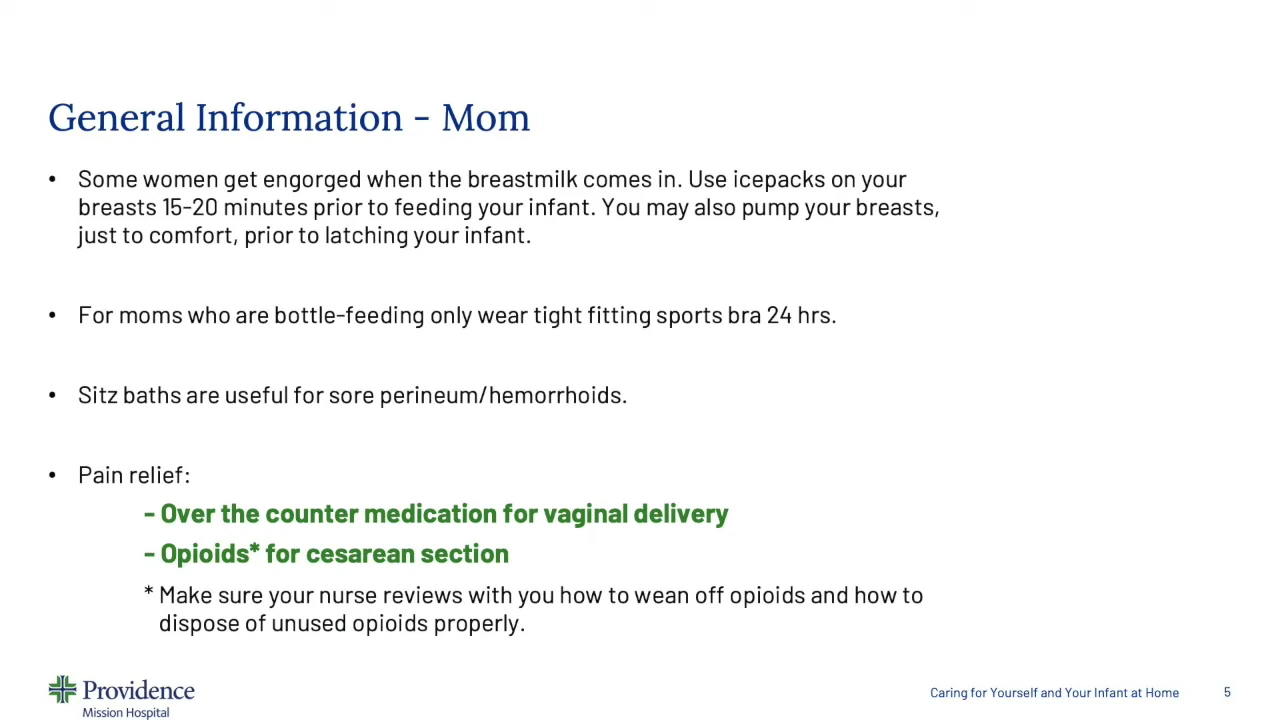 General Information - Mom
• Some women get engorged when the breastmilk comes in. Use icepacks on your
breasts 15-20 minutes prior to feeding your infant. You may also pump your breasts,
just to comfort, prior to latching your infant.
• For moms who are bottle-feeding only wear tight fitting sports bra 24 hrs.
• Sitz baths are useful for sore perineum/hemorrhoids.
• Pain relief:
- Over the counter medication for vaginal delivery
- Opioids* for cesarean section
* Make sure your nurse reviews with you how to wean off opioids and how to
dispose of unused opioids properly.
Providence
Mission Hospital
Caring for Yourself and Your Infant at Home 5